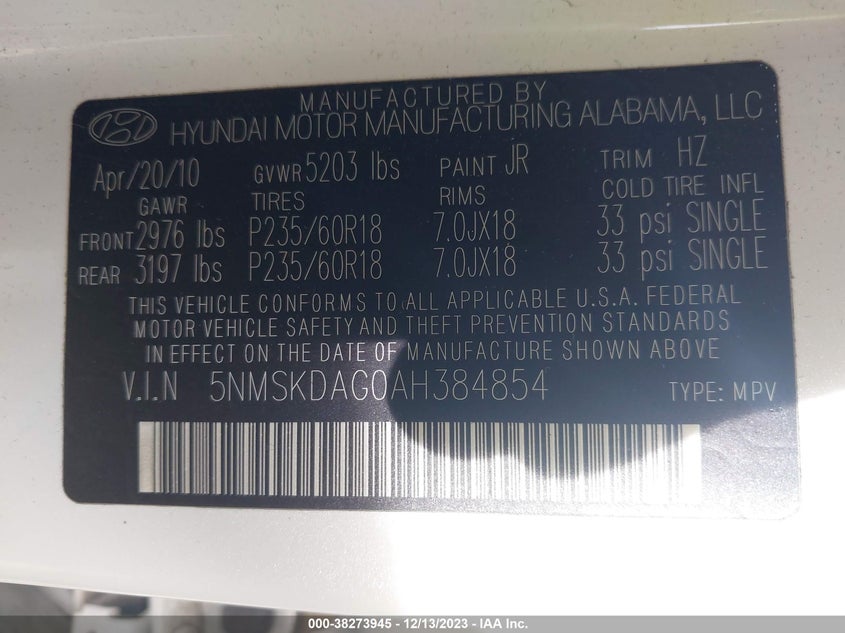 MANUFACTURED BY
HYUNDAI MOTOR MANUFACTURING ALABAMA, LLC
Apr/20/10 GVWR 5203 lbs PAINT JR TRIM HZ
GAWR TIRES RIMS COLD TIRE INFL
FRONT 2976 lbs P235/60R18 7.0JX18 33 psi SINGLE
REAR 3197 lbs P235/60R18 7.0JX18 33 psi SINGLE
THIS VEHICLE CONFORMS TO ALL APPLICABLE U.S.A. FEDERAL
MOTOR VEHICLE SAFETY AND THEFT PREVENTION STANDARDS
IN EFFECT ON THE DATE OF MANUFACTURE SHOWN ABOVE
V.I.N 5NMSKDAG0AH384854 TYPE: MPV
000-38273945 - 12/13/2023 - IAA Inc.